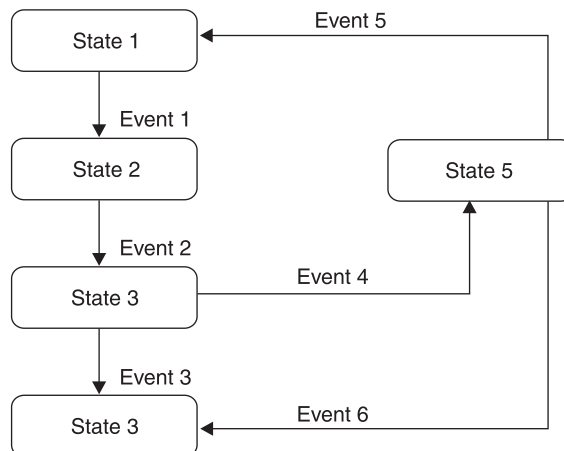 Event 5
State 1
Event 1
State 2
State 5
Event 2
State 3
Event 4
Event 3
State 3
Event 6